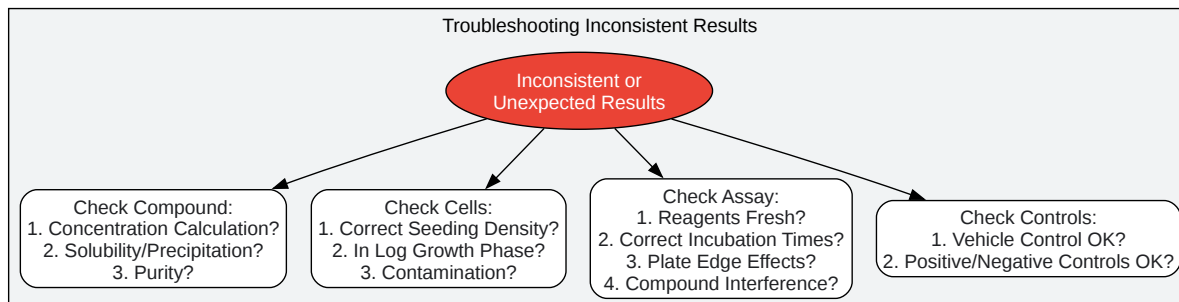 Troubleshooting Inconsistent Results
Inconsistent or
Unexpected Results
Check Compound:
1. Concentration Calculation?
2. Solubility/Precipitation?
3. Purity?
Check Cells:
1. Correct Seeding Density?
2. In Log Growth Phase?
3. Contamination?
Check Assay:
1. Reagents Fresh?
2. Correct Incubation Times?
3. Plate Edge Effects?
4. Compound Interference?
Check Controls:
1. Vehicle Control OK?
2. Positive/Negative Controls OK?